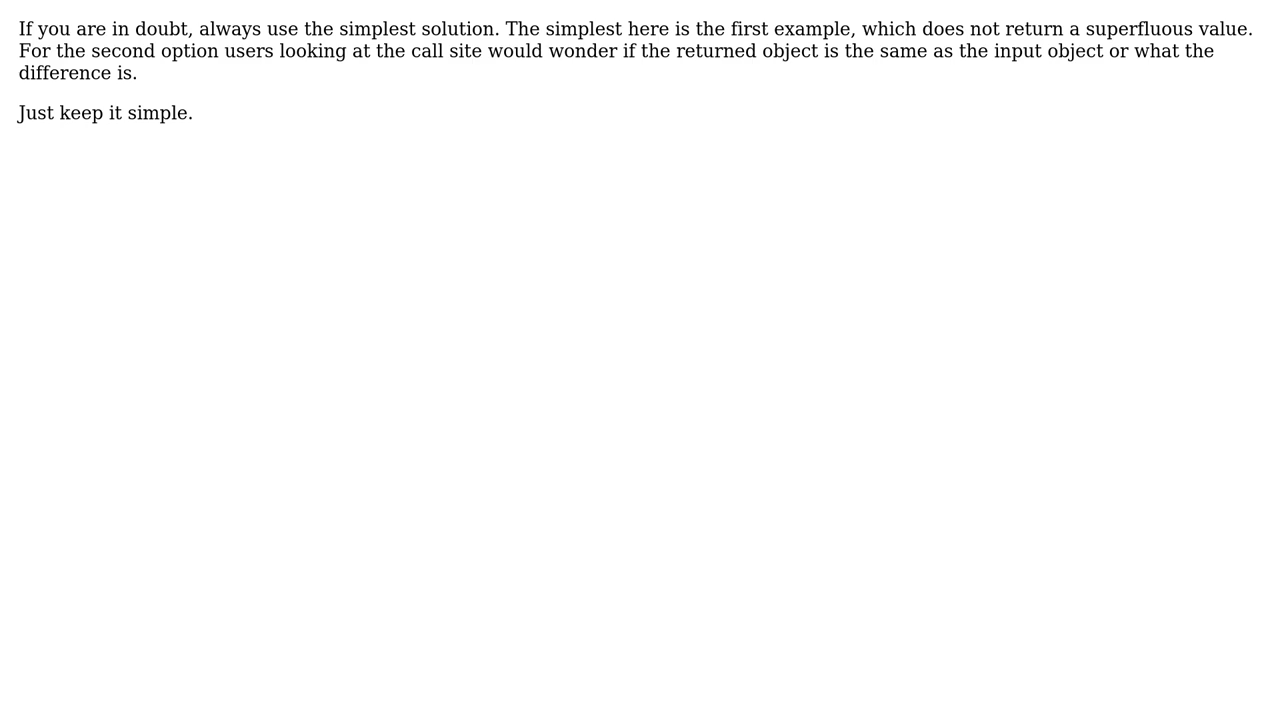 If you are in doubt, always use the simplest solution. The simplest here is the first example, which does not return a superfluous value.
For the second option users looking at the call site would wonder if the returned object is the same as the input object or what the
difference is.
Just keep it simple.